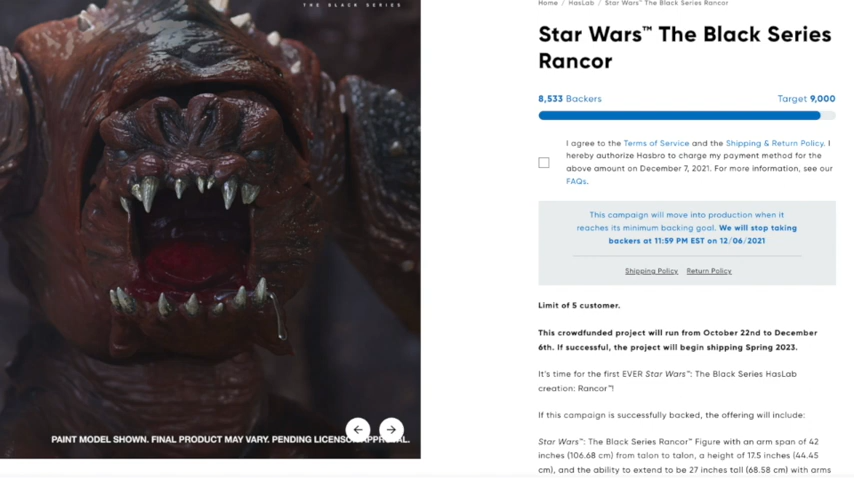 Home / HasLab / Star Wars™ The Black Series Rancor
THE BLACK SERIES
Star Wars™ The Black Series
Rancor
8,533 Backers Target 9,000
I agree to the Terms of Service and the Shipping & Return Policy. I
hereby authorize Hasbro to charge my payment method for the
above amount on December 7, 2021. For more information, see our
FAQs.
This campaign will move into production when it
reaches its minimum backing goal. We will stop taking
backers at 11:59 PM EST on 12/06/2021
Shipping Policy Return Policy
Limit of 5 customer.
This crowdfunded project will run from October 22nd to December
6th. If successful, the project will begin shipping Spring 2023.
It's time for the first EVER Star Wars™: The Black Series HasLab
creation: Rancor™!
If this campaign is successfully backed, the offering will include:
Star Wars™: The Black Series Rancor™ Figure with an arm span of 42
inches (106.68 cm) from talon to talon, a height of 17.5 inches (44.45
cm), and the ability to extend to be 27 inches tall (68.58 cm) with arms
PAINT MODEL SHOWN. FINAL PRODUCT MAY VARY. PENDING